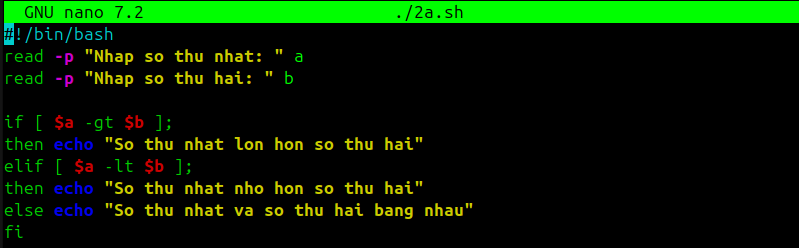 GNU nano 7.2 ./2a.sh
#!/bin/bash
read -p "Nhap so thu nhat: " a
read -p "Nhap so thu hai: " b
if [ $a -gt $b ];
then echo "So thu nhat lon hon so thu hai"
elif [ $a -lt $b ];
then echo "So thu nhat nho hon so thu hai"
else echo "So thu nhat va so thu hai bang nhau"
fi